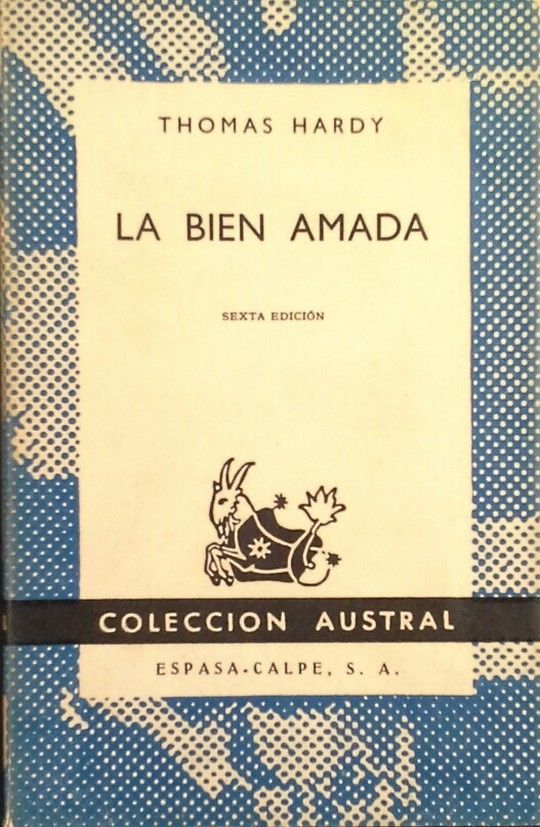 THOMAS HARDY
LA BIEN AMADA
SEXTA EDICIÓN
COLECCION AUSTRAL
ESPASA-CALPE, S. A.